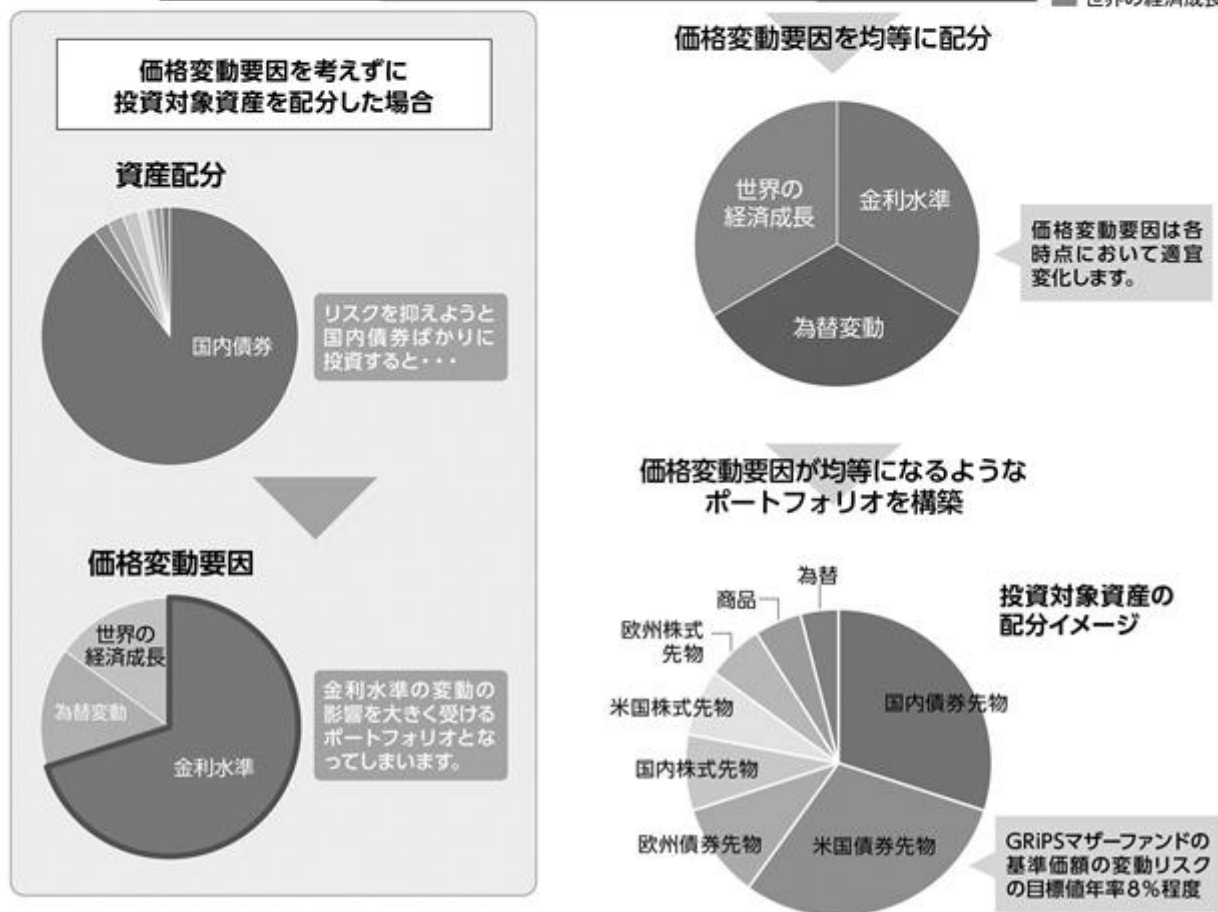 世界の経済成長
価格変動要因を考えずに
投資対象資産を配分した場合
資産配分
国内債券
リスクを抑えようと
国内債券ばかりに
投資すると・・・
価格変動要因
世界の
経済成長
為替変動
金利水準
金利水準の変動の
影響を大きく受ける
ポートフォリオとな
ってしまいます。
価格変動要因を均等に配分
世界の
経済成長
金利水準
為替変動
価格変動要因は各
時点において適宜
変化します。
価格変動要因が均等になるような
ポートフォリオを構築
投資対象資産の
配分イメージ
為替
商品
欧州株式
先物
米国株式先物
国内株式先物
欧州債券先物
米国債券先物
国内債券先物
GRiPSマザーファンドの
基準価額の変動リスク
の目標値年率8%程度